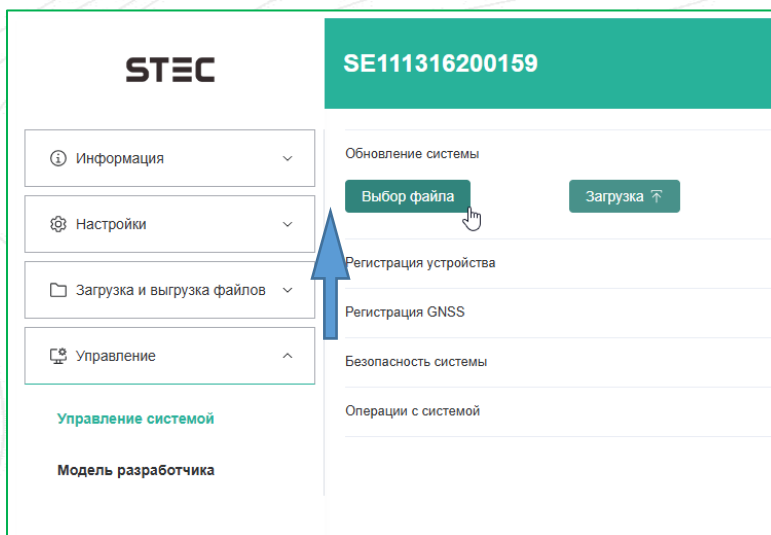 STEC
SE111316200159
Информация
Настройки
Загрузка и выгрузка файлов
Управление
Управление системой
Модель разработчика
Обновление системы
Выбор файла
Загрузка
Регистрация устройства
Регистрация GNSS
Безопасность системы
Операции с системой